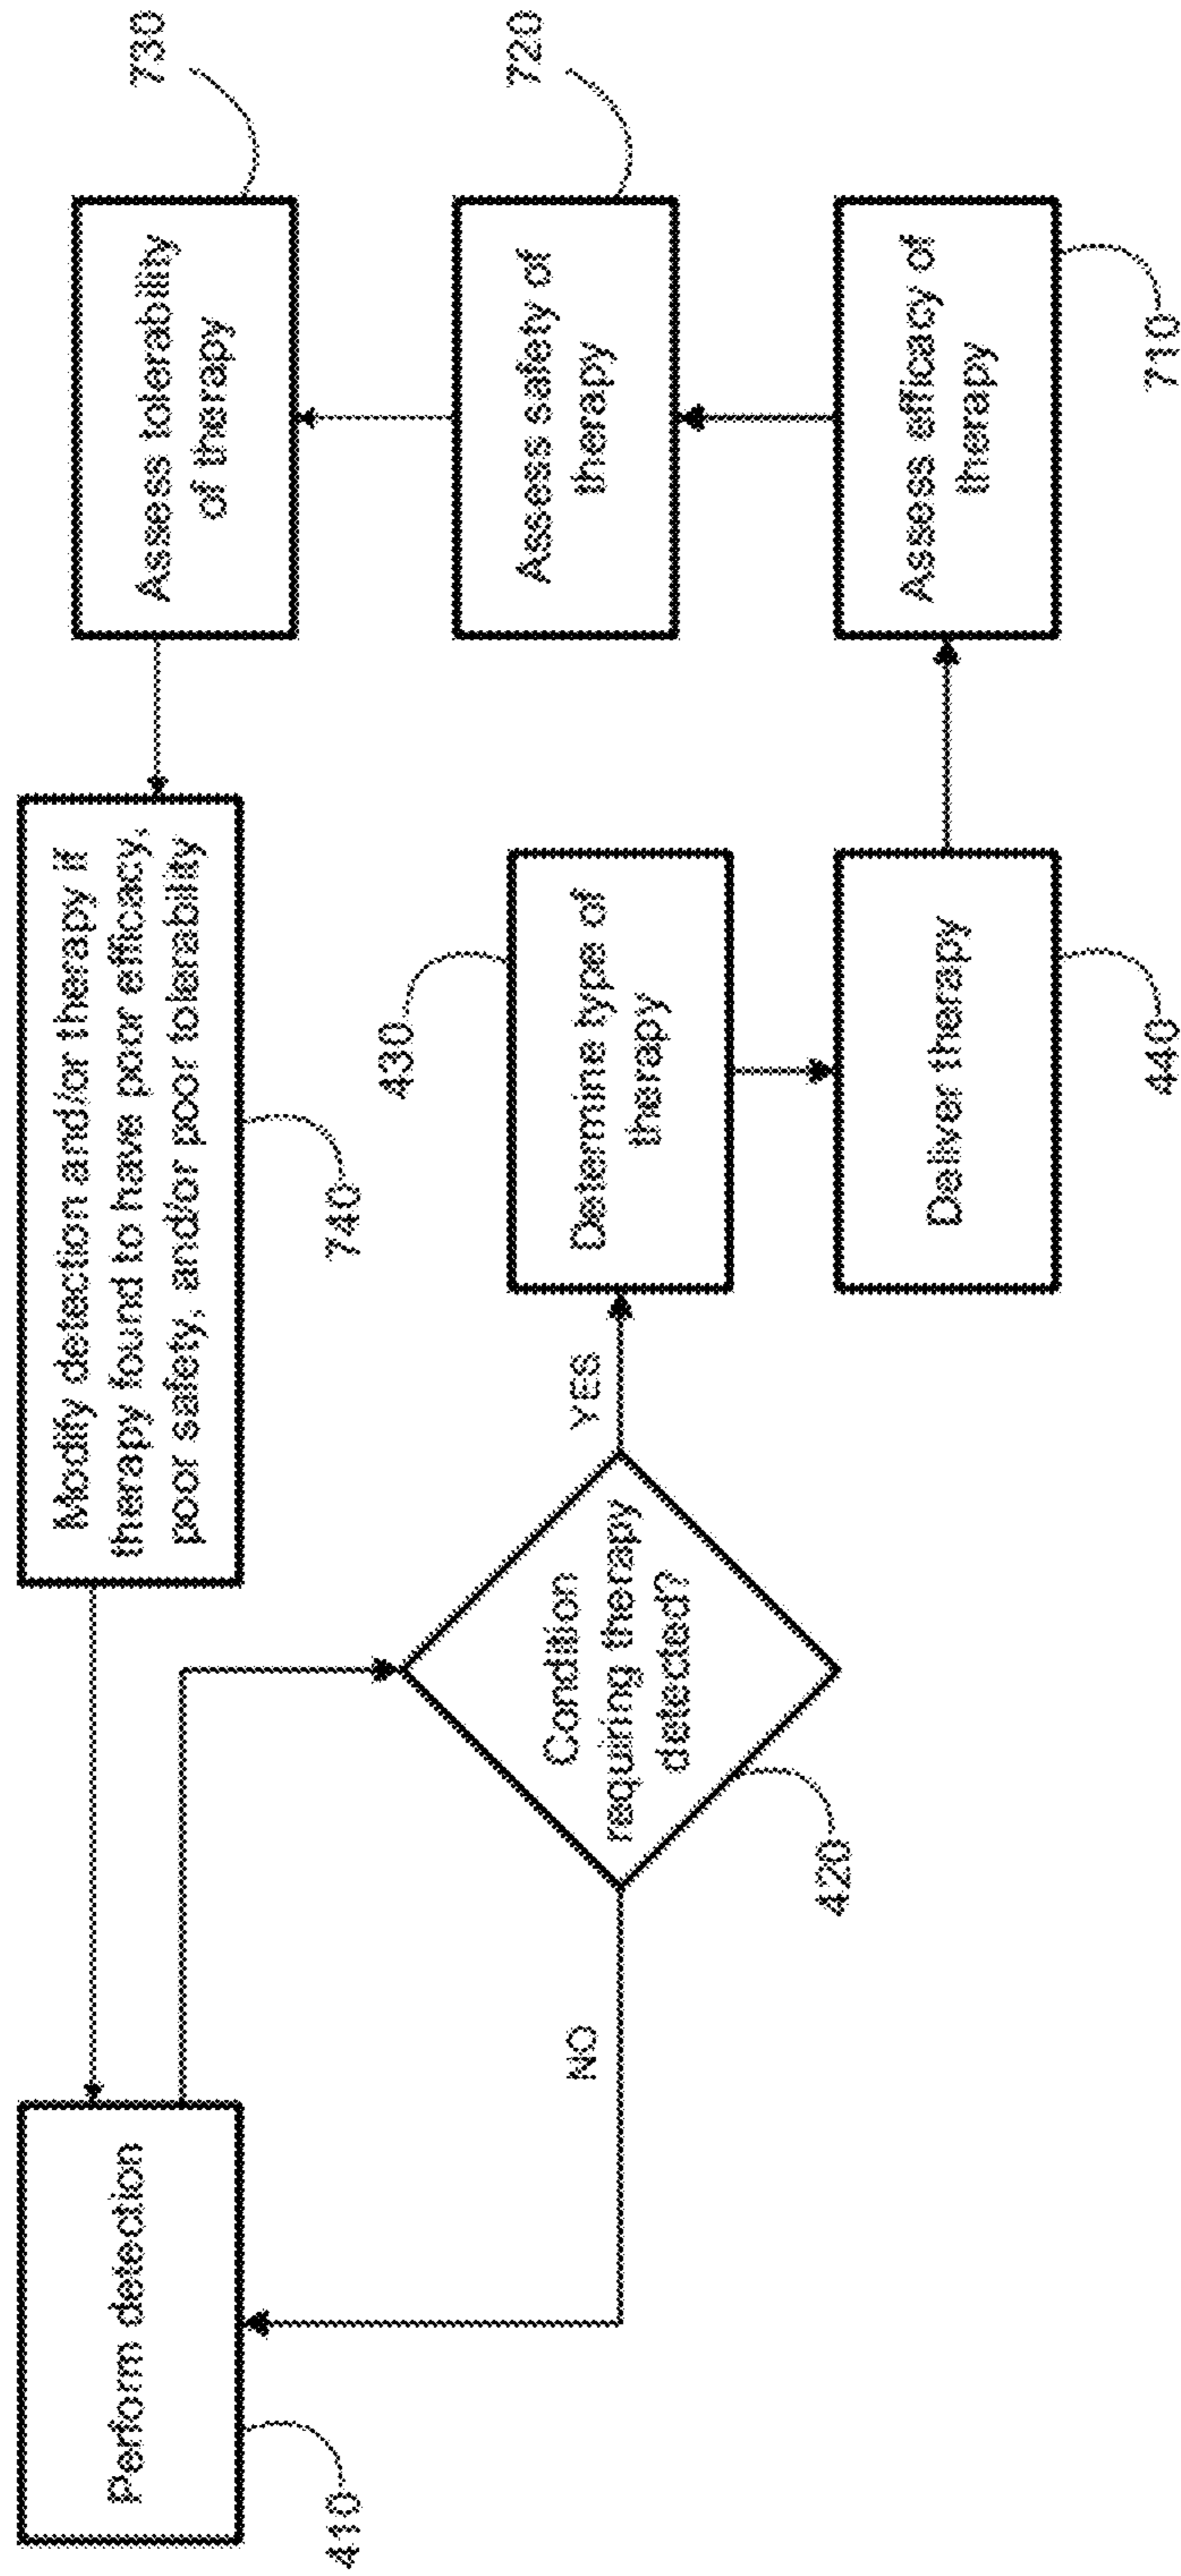 Perform detection
410
Modify detection and/or therapy if
therapy found to have poor efficacy,
poor safety, and/or poor tolerability
740
Assess tolerability
of therapy
730
Condition
requiring therapy
detected?
420
NO
YES
Determine type of
therapy
430
Assess safety of
therapy
720
Deliver therapy
440
Assess efficacy of
therapy
710